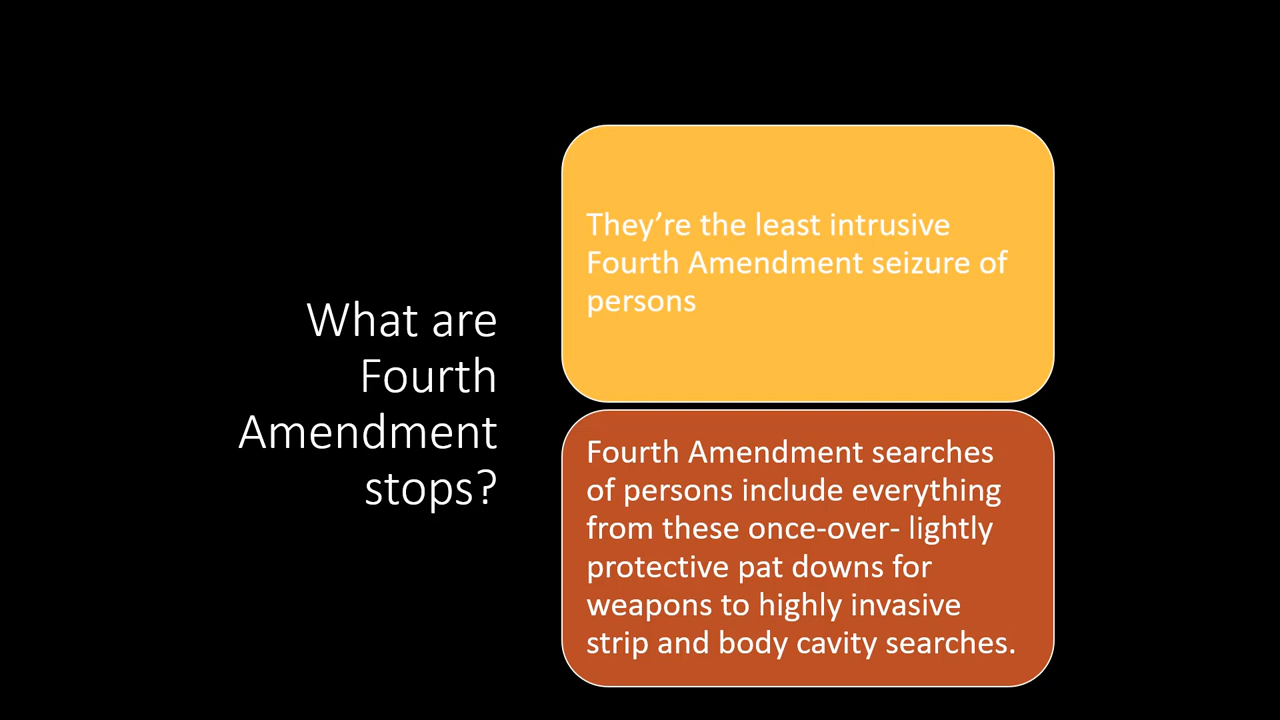 What are
Fourth
Amendment
stops?
They’re the least intrusive
Fourth Amendment seizure of
persons
Fourth Amendment searches
of persons include everything
from these once-over- lightly
protective pat downs for
weapons to highly invasive
strip and body cavity searches.